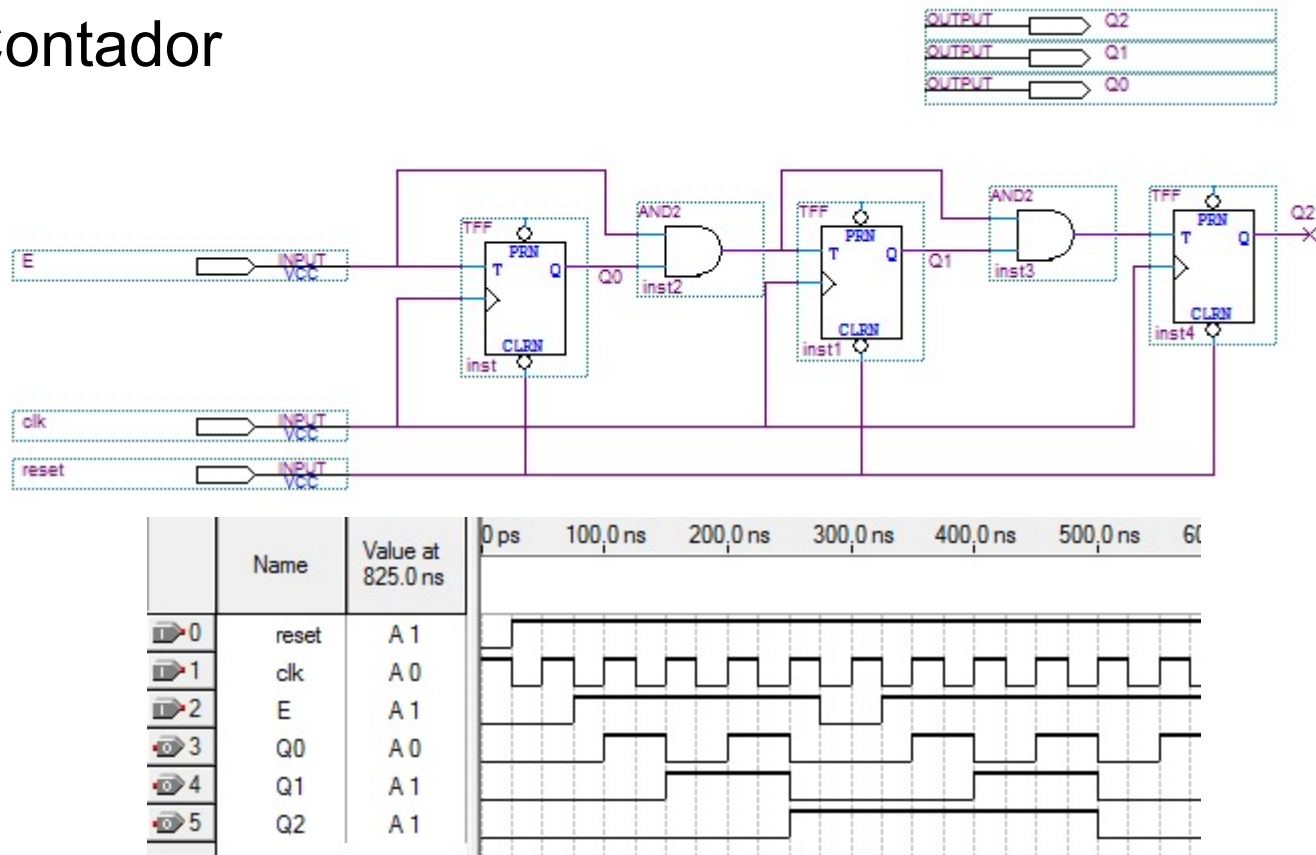 Contador
OUTPUT Q2
OUTPUT Q1
OUTPUT Q0
E INPUT VCC
TFF PRN T Q CLRN inst
Q0
AND2 inst2
TFF PRN T Q CLRN inst1
Q1
AND2 inst3
TFF PRN T Q CLRN inst4
Q2
clk INPUT VCC
reset INPUT VCC
Name Value at 825.0 ns 0 ps 100.0 ns 200.0 ns 300.0 ns 400.0 ns 500.0 ns 60
0 reset A 1
1 clk A 0
2 E A 1
3 Q0 A 0
4 Q1 A 1
5 Q2 A 1